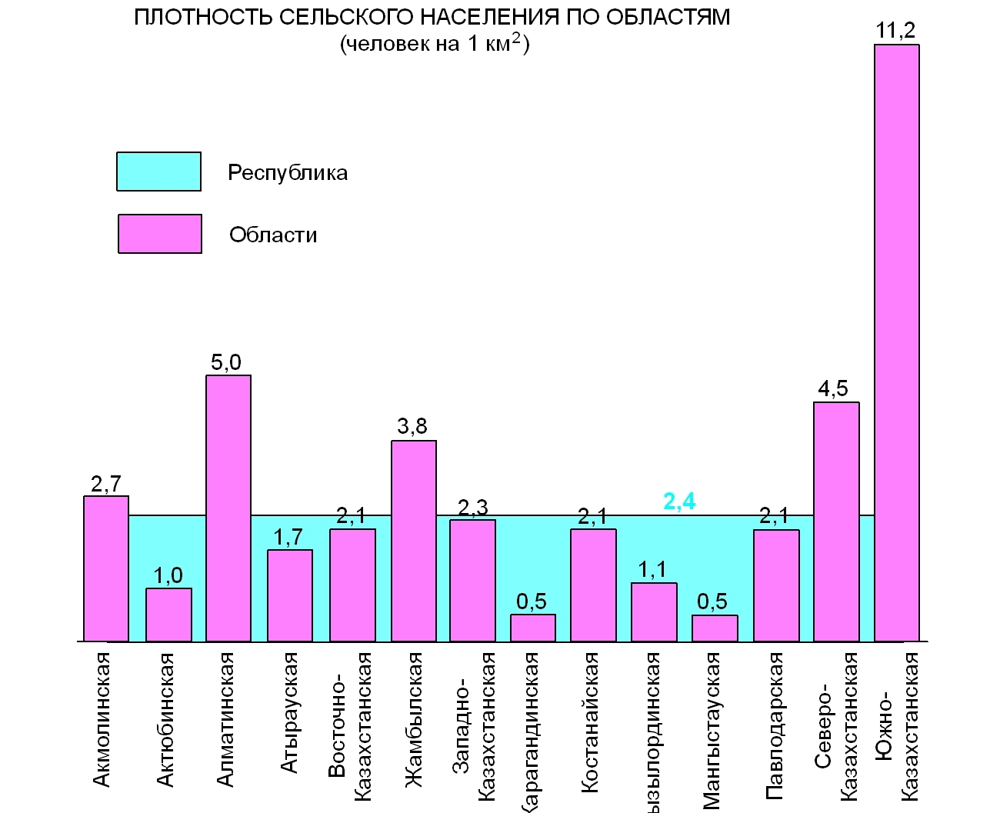 ПЛОТНОСТЬ СЕЛЬСКОГО НАСЕЛЕНИЯ ПО ОБЛАСТЯМ
(человек на 1 км²)
Республика
Области
2,7
1,0
5,0
1,7
2,1
3,8
2,3
0,5
2,1
1,1
2,4
0,5
2,1
4,5
11,2
Акмолинская
Актюбинская
Алматинская
Атырауская
Восточно-
Казахстанская
Жамбылская
Западно-
Казахстанская
Карагандинская
Костанайская
ызылординская
Мангыстауская
Павлодарская
Северо-
Казахстанская
Южно-
Казахстанская